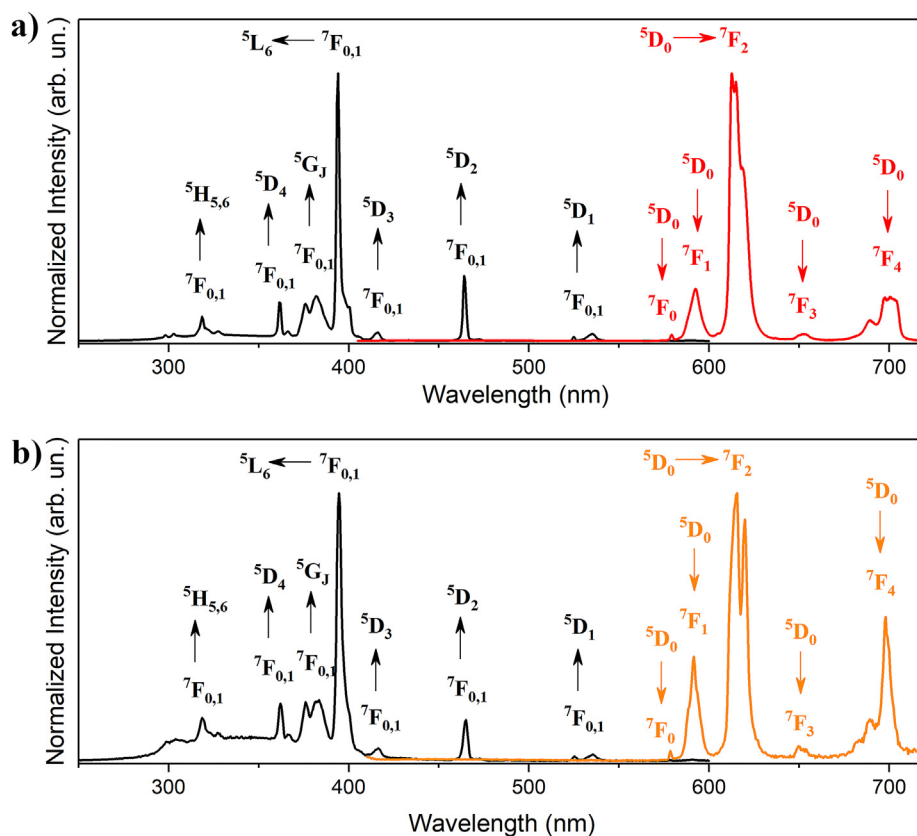 a)
Normalized Intensity (arb. un.)
⁵L₆ ← ⁷F₀,₁
⁵D₀ → ⁷F₂
⁵H₅,₆
⁵D₄
⁵G_J
⁵D₃
⁵D₂
⁵D₁
⁵D₀
⁵D₀
⁵D₀
⁵D₀
⁷F₀,₁
⁷F₀,₁
⁷F₀,₁
⁷F₀,₁
⁷F₀,₁
⁷F₀,₁
⁷F₀
⁷F₁
⁷F₃
⁷F₄
300 400 500 600 700
Wavelength (nm)
b)
Normalized Intensity (arb. un.)
⁵L₆ ← ⁷F₀,₁
⁵D₀ → ⁷F₂
⁵H₅,₆
⁵D₄
⁵G_J
⁵D₃
⁵D₂
⁵D₁
⁵D₀
⁵D₀
⁵D₀
⁵D₀
⁷F₀,₁
⁷F₀,₁
⁷F₀,₁
⁷F₀,₁
⁷F₀,₁
⁷F₀,₁
⁷F₀
⁷F₁
⁷F₃
⁷F₄
300 400 500 600 700
Wavelength (nm)